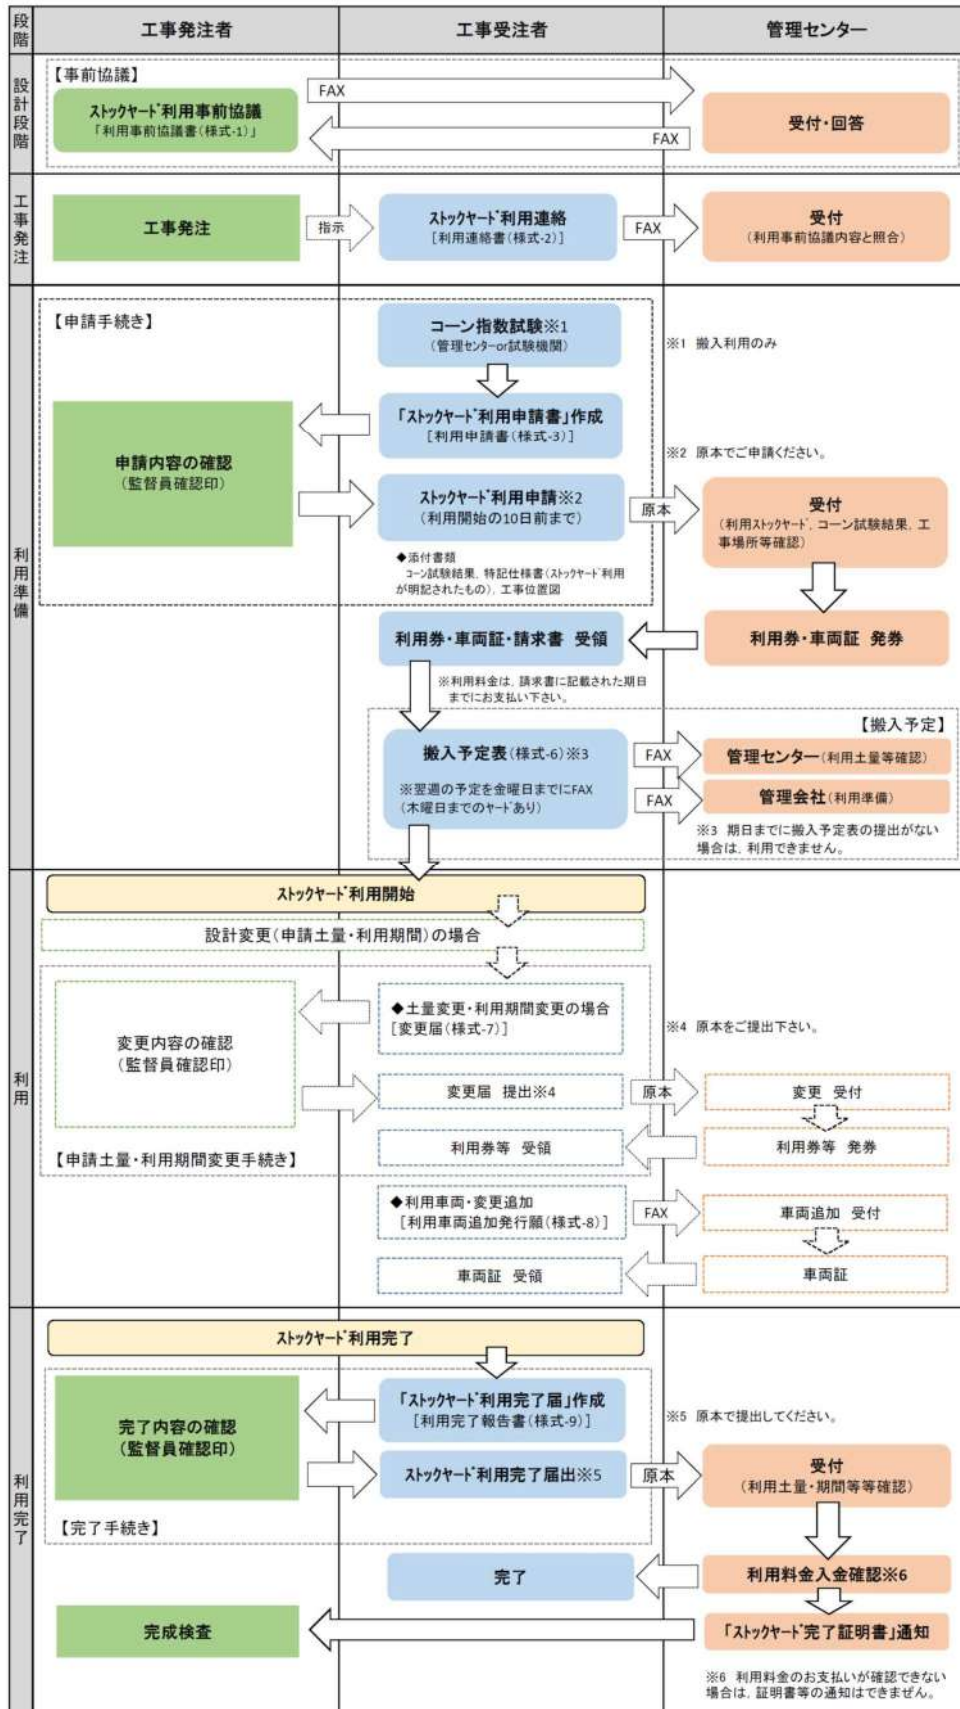 段階
工事発注者
工事受注者
管理センター
設計段階
【事前協議】
ストックヤード利用事前協議
「利用事前協議書(様式-1)」
FAX
FAX
受付・回答
工事発注
工事発注
指示
ストックヤード利用連絡
[利用連絡書(様式-2)]
FAX
受付
(利用事前協議内容と照合)
利用準備
【申請手続き】
コーン指数試験※1
(管理センターor試験機関)
※1 搬入利用のみ
「ストックヤード利用申請書」作成
[利用申請書(様式-3)]
申請内容の確認
(監督員確認印)
※2 原本でご申請ください。
ストックヤード利用申請※2
(利用開始の10日前まで)
原本
受付
(利用ストックヤード、コーン試験結果、工
事場所等確認)
◆添付書類
コーン試験結果、特記仕様書(ストックヤード利用
が明記されたもの)、工事位置図
利用券・車両証・請求書 受領
利用券・車両証 発券
※利用料金は、請求書に記載された期日
までにお支払い下さい。
【搬入予定】
搬入予定表(様式-6)※3
※翌週の予定を金曜日までにFAX
(木曜日までのヤードあり)
FAX
管理センター(利用土量等確認)
FAX
管理会社(利用準備)
※3 期日までに搬入予定表の提出がない
場合は、利用できません。
利用
ストックヤード利用開始
設計変更(申請土量・利用期間)の場合
◆土量変更・利用期間変更の場合
[変更届(様式-7)]
変更内容の確認
(監督員確認印)
※4 原本をご提出下さい。
変更届 提出※4
原本
変更 受付
利用券等 受領
利用券等 発券
【申請土量・利用期間変更手続き】
◆利用車両・変更追加
[利用車両追加発行願(様式-8)]
FAX
車両追加 受付
車両証 受領
車両証
利用完了
ストックヤード利用完了
「ストックヤード利用完了届」作成
[利用完了報告書(様式-9)]
完了内容の確認
(監督員確認印)
※5 原本で提出してください。
ストックヤード利用完了届出※5
原本
受付
(利用土量・期間等等確認)
【完了手続き】
完了
利用料金入金確認※6
完成検査
「ストックヤード完了証明書」通知
※6 利用料金のお支払いが確認できない
場合は、証明書等の通知はできまぜん。